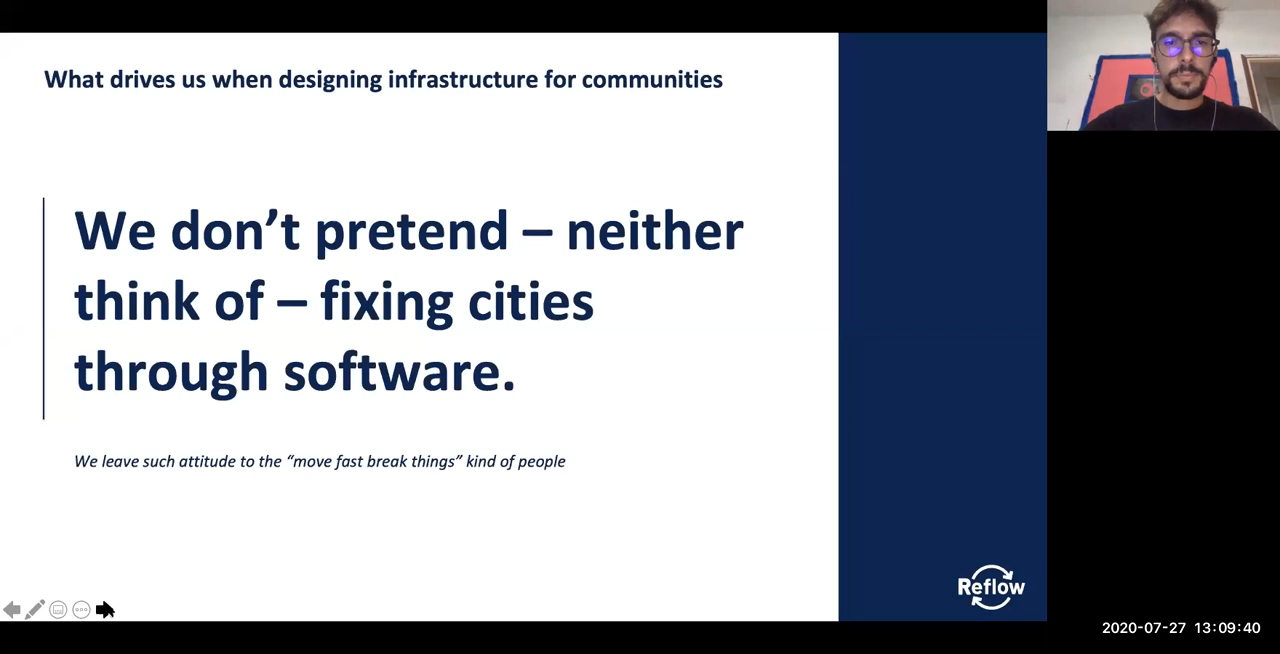 What drives us when designing infrastructure for communities
We don’t pretend – neither
think of – fixing cities
through software.
We leave such attitude to the “move fast break things” kind of people
Reflow
2020-07-27 13:09:40